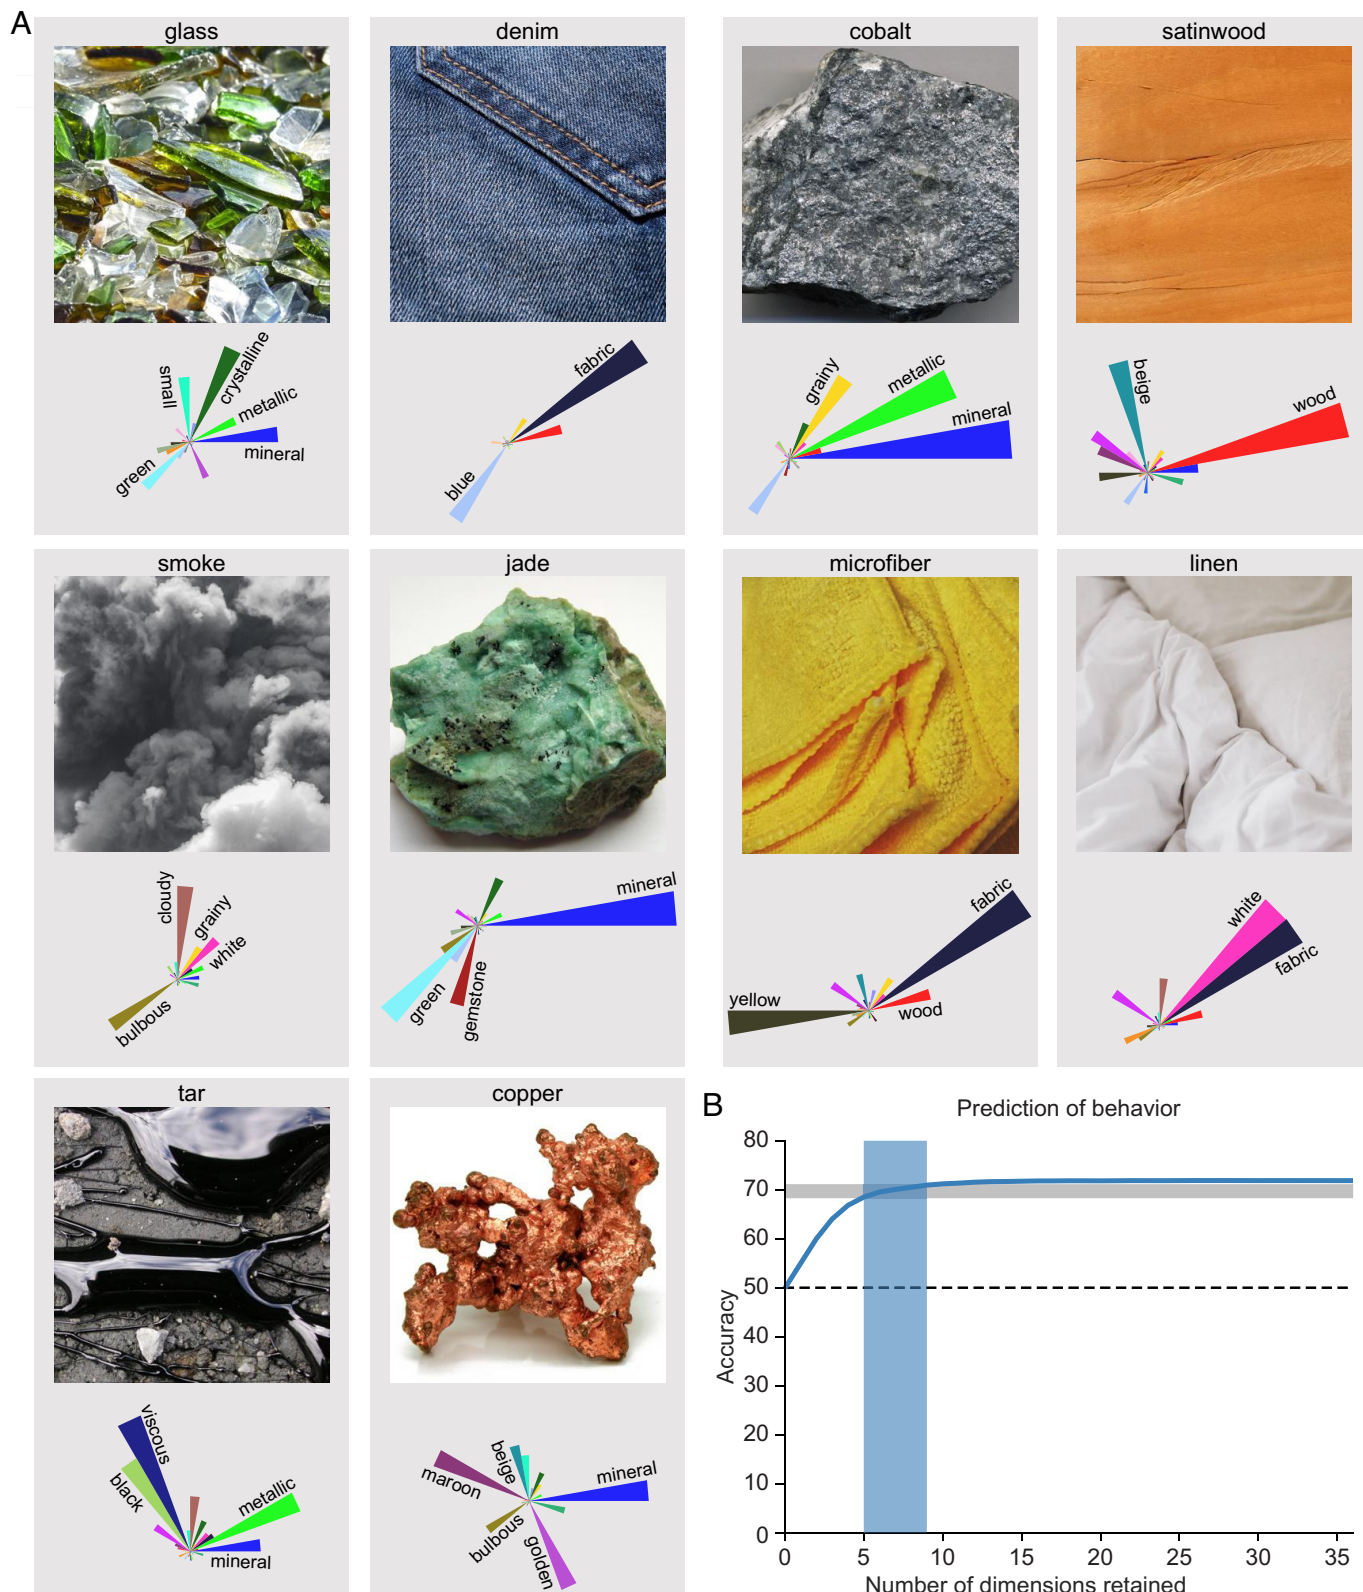 A
glass
small
crystalline
metallic
mineral
green
denim
fabric
blue
cobalt
grainy
metallic
mineral
satinwood
beige
wood
smoke
cloudy
grainy
white
bulbous
jade
mineral
green
gemstone
microfiber
fabric
yellow
wood
linen
white
fabric
tar
viscous
black
metallic
mineral
copper
beige
maroon
mineral
bulbous
golden
B
Prediction of behavior
Accuracy
80
70
60
50
40
30
20
10
0
0 5 10 15 20 25 30 35
Number of dimensions retained